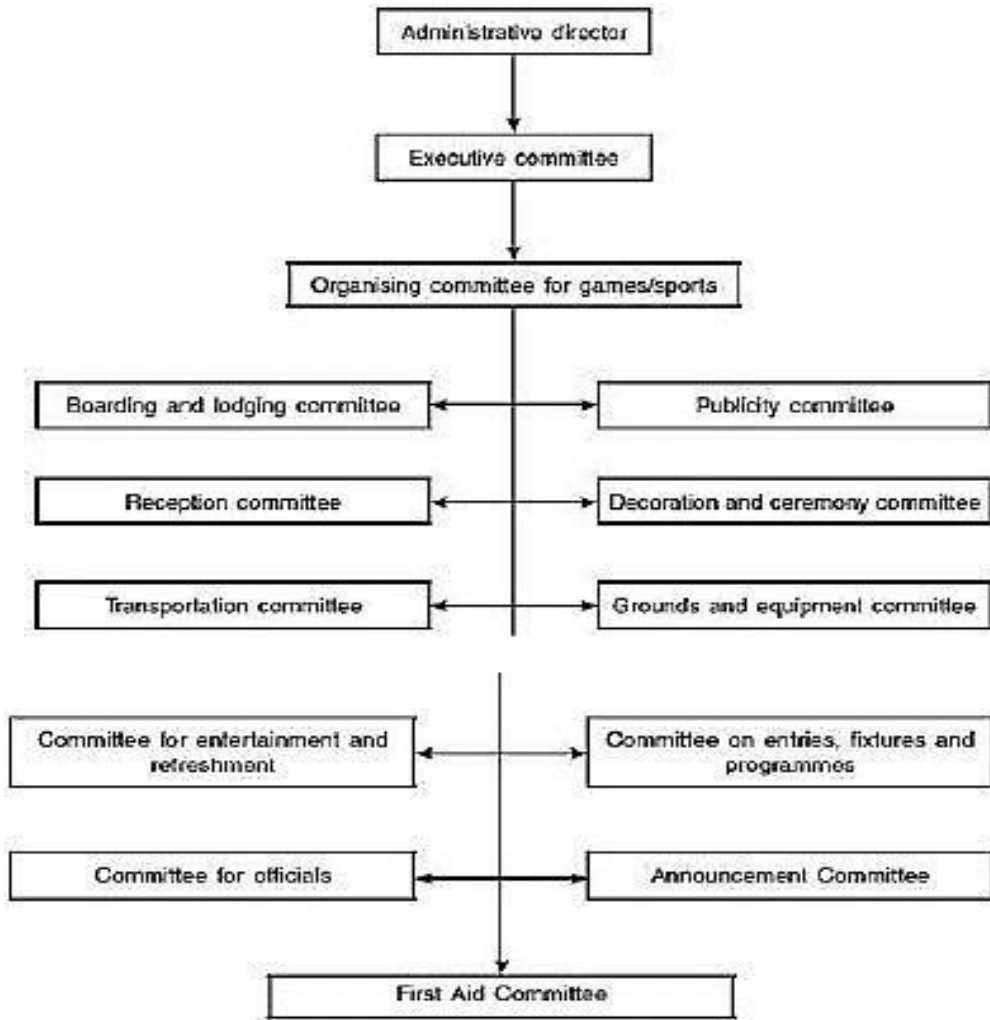 Administrative director
Executive committee
Organising committee for games/sports
Boarding and lodging committee
Publicity committee
Reception committee
Decoration and ceremony committee
Transportation committee
Grounds and equipment committee
Committee for entertainment and
refreshment
Committee on entries, fixtures and
programmes
Committee for officials
Announcement Committee
First Aid Committee